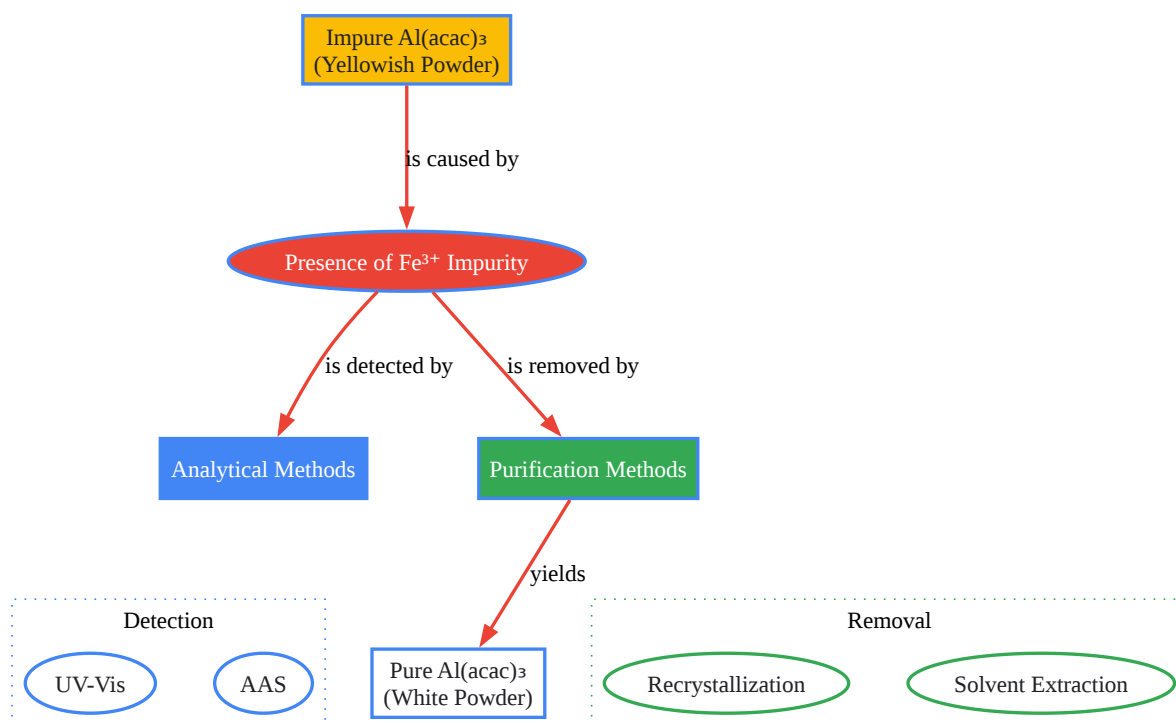 Impure Al(acac)₃
(Yellowish Powder)
is caused by
Presence of Fe³⁺ Impurity
is detected by
is removed by
Analytical Methods
Purification Methods
yields
Detection
Removal
UV-Vis
AAS
Pure Al(acac)₃
(White Powder)
Recrystallization
Solvent Extraction